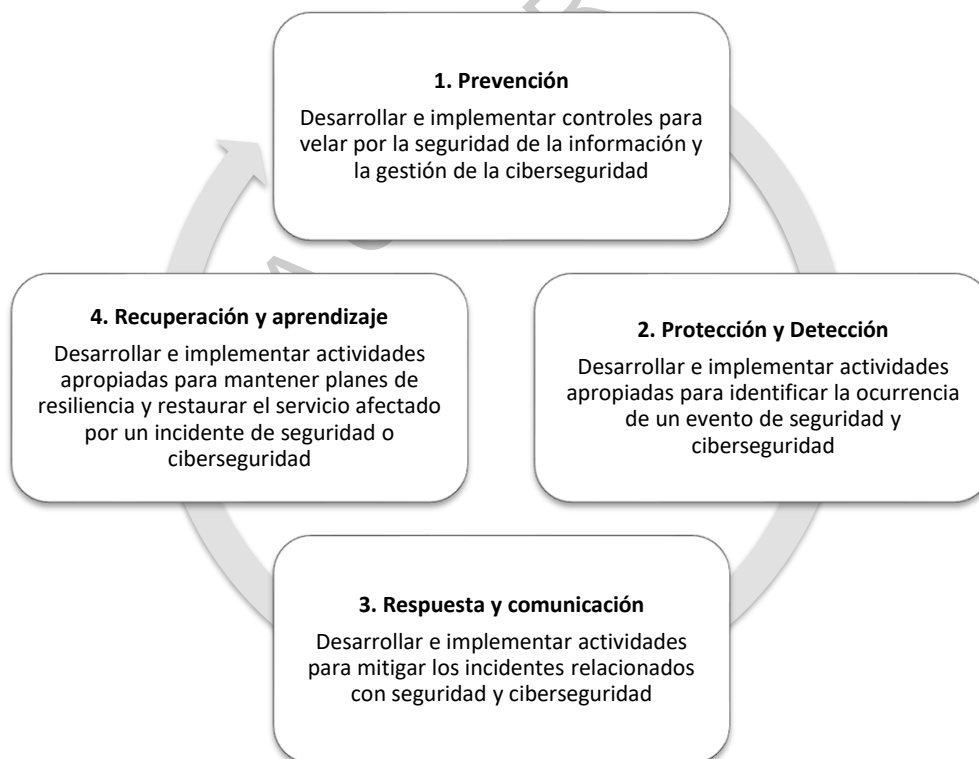 1. Prevención
Desarrollar e implementar controles para
velar por la seguridad de la información y
la gestión de la ciberseguridad
2. Protección y Detección
Desarrollar e implementar actividades
apropiadas para identificar la ocurrencia
de un evento de seguridad y
ciberseguridad
3. Respuesta y comunicación
Desarrollar e implementar actividades
para mitigar los incidentes relacionados
con seguridad y ciberseguridad
4. Recuperación y aprendizaje
Desarrollar e implementar actividades
apropiadas para mantener planes de
resiliencia y restaurar el servicio afectado
por un incidente de seguridad o
ciberseguridad